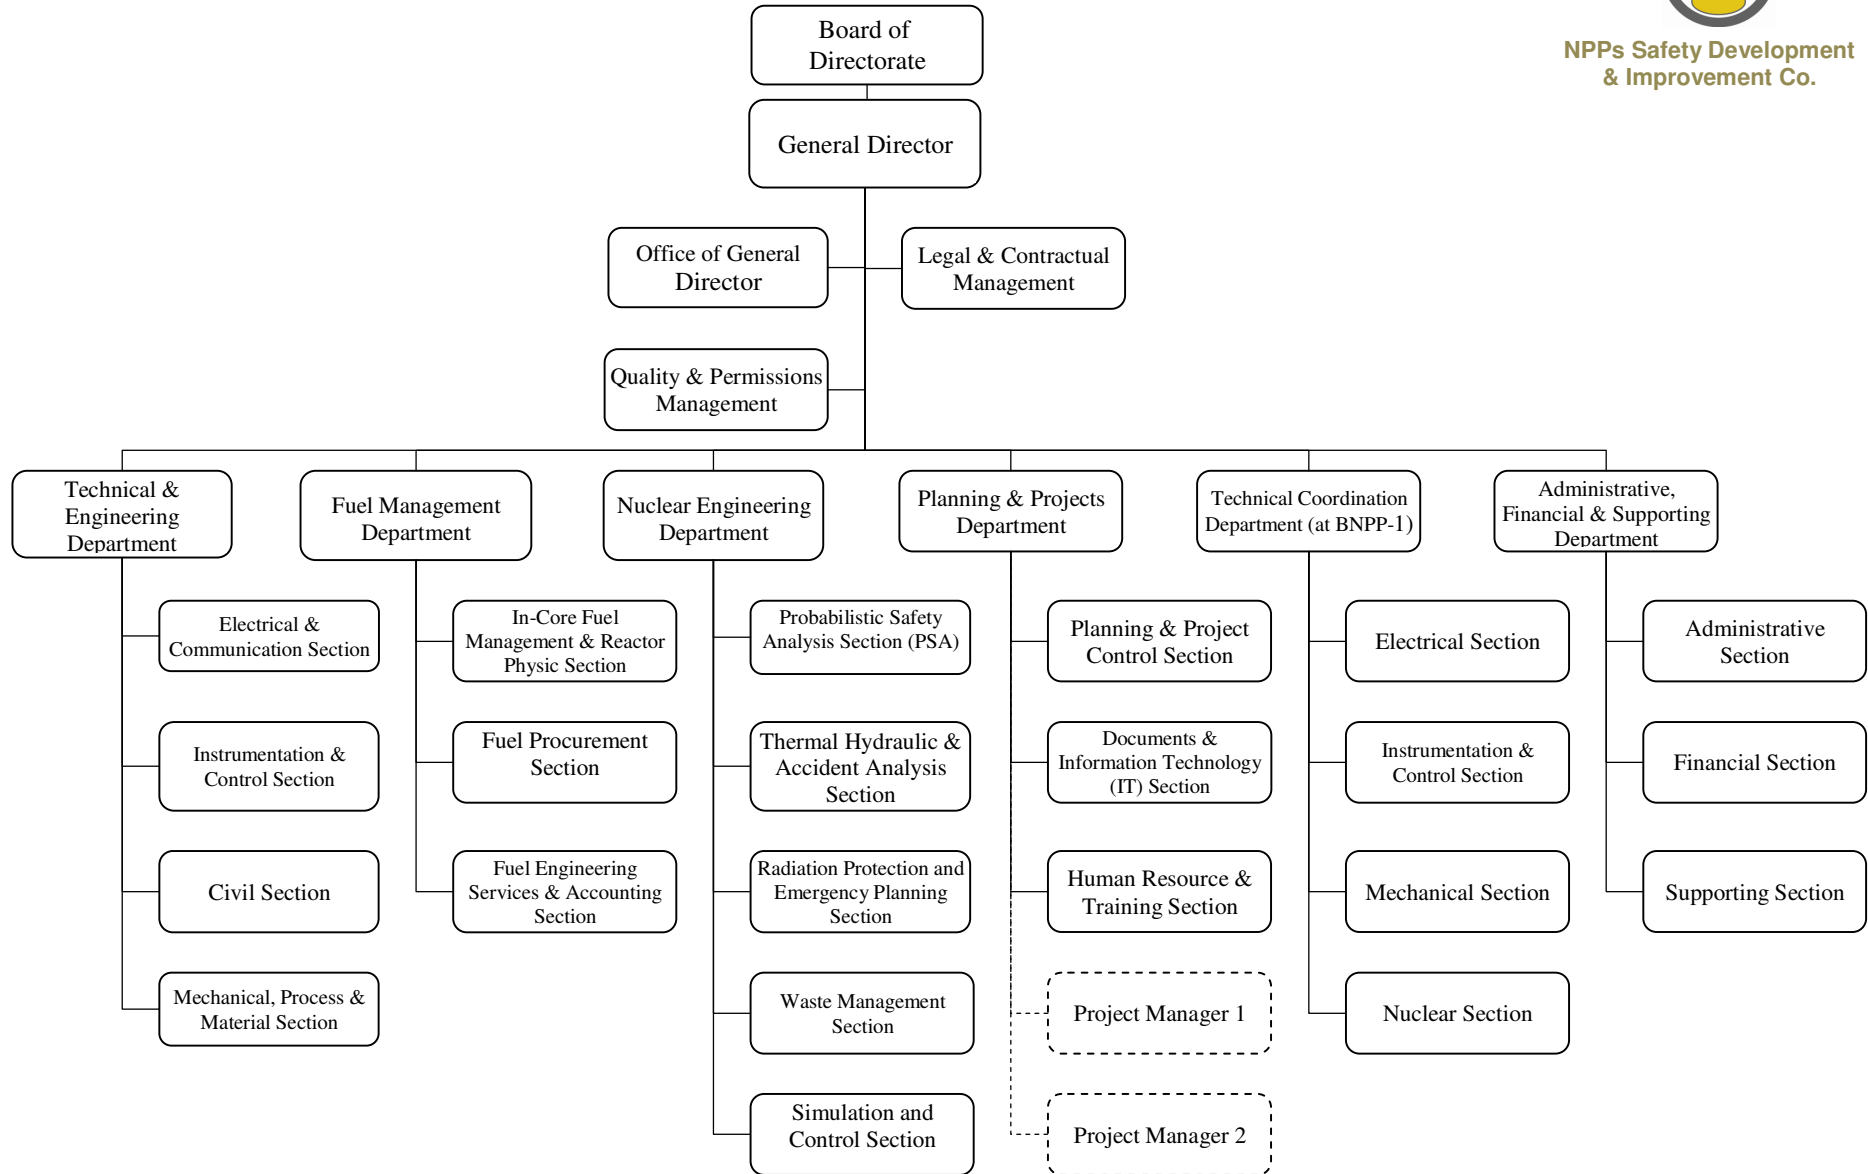 Board of
Directorate
NPPs Safety Development
& Improvement Co.
General Director
Office of General
Director
Legal & Contractual
Management
Quality & Permissions
Management
Technical &
Engineering
Department
Fuel Management
Department
Nuclear Engineering
Department
Planning & Projects
Department
Technical Coordination
Department (at BNPP-1)
Administrative,
Financial & Supporting
Department
Electrical &
Communication Section
In-Core Fuel
Management & Reactor
Physic Section
Probabilistic Safety
Analysis Section (PSA)
Planning & Project
Control Section
Electrical Section
Administrative
Section
Instrumentation &
Control Section
Fuel Procurement
Section
Thermal Hydraulic &
Accident Analysis
Section
Documents &
Information Technology
(IT) Section
Instrumentation &
Control Section
Financial Section
Civil Section
Fuel Engineering
Services & Accounting
Section
Radiation Protection and
Emergency Planning
Section
Human Resource &
Training Section
Mechanical Section
Supporting Section
Mechanical, Process &
Material Section
Waste Management
Section
Project Manager 1
Nuclear Section
Simulation and
Control Section
Project Manager 2